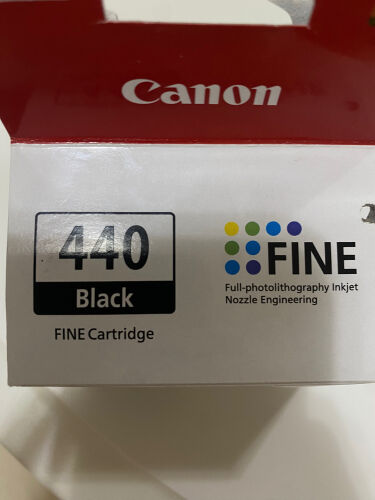 Canon
440
Black
FINE Cartridge
FINE
Full-photolithography Inkjet
Nozzle Engineering